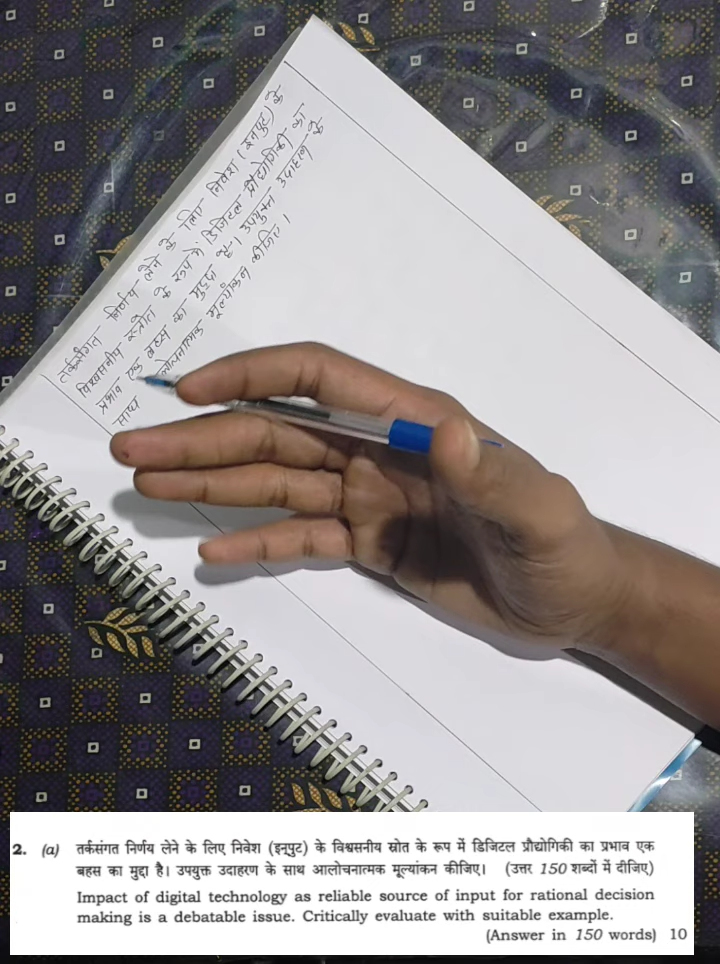 तर्कसंगत निर्णय लेने के लिए निवेश (इनपुट) के
विश्वसनीय स्त्रोत के रूप में डिजिटल प्रौद्योगिकी का
प्रभाव एक बहस का मुद्दा है। उपयुक्त उदाहरण के
साथ लोचनात्मक मूल्यांकन कीजिए।
2. (a) तर्कसंगत निर्णय लेने के लिए निवेश (इनपुट) के विश्वसनीय स्रोत के रूप में डिजिटल प्रौद्योगिकी का प्रभाव एक
बहस का मुद्दा है। उपयुक्त उदाहरण के साथ आलोचनात्मक मूल्यांकन कीजिए। (उत्तर 150 शब्दों में दीजिए)
Impact of digital technology as reliable source of input for rational decision
making is a debatable issue. Critically evaluate with suitable example.
(Answer in 150 words) 10